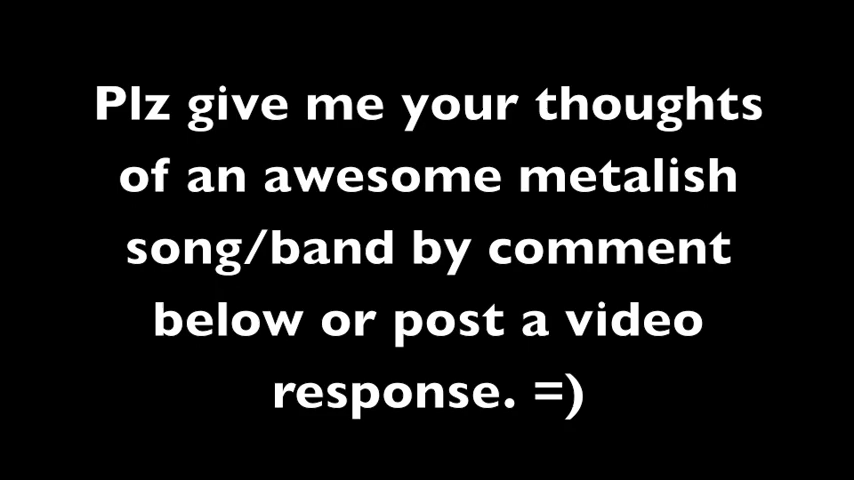 Plz give me your thoughts
of an awesome metalish
song/band by comment
below or post a video
response. =)